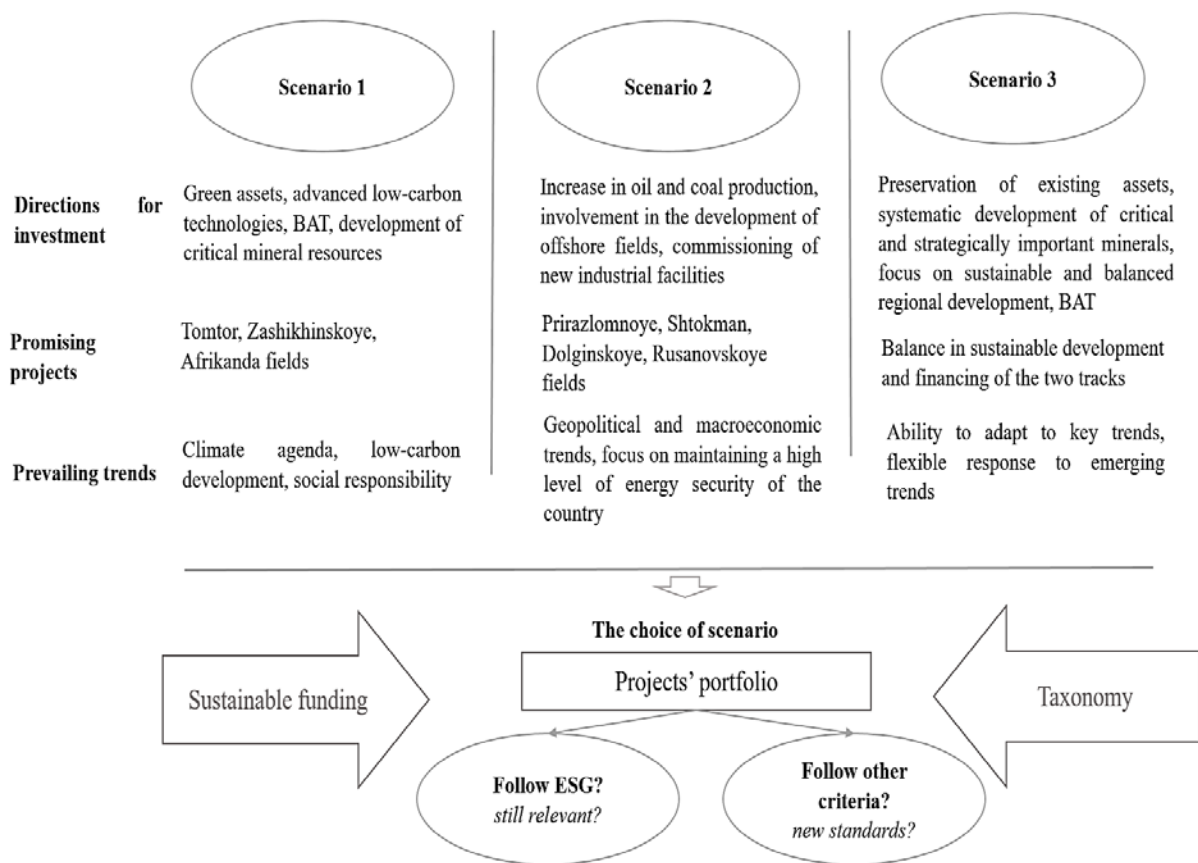 Scenario 1
Scenario 2
Scenario 3
Directions for
investment
Green assets, advanced low-carbon
technologies, BAT, development of
critical mineral resources
Increase in oil and coal production,
involvement in the development of
offshore fields, commissioning of
new industrial facilities
Preservation of existing assets,
systematic development of critical
and strategically important minerals,
focus on sustainable and balanced
regional development, BAT
Promising
projects
Tomtor, Zashikhinskoye,
Afrikanda fields
Prirazlomnoye, Shtokman,
Dolginskoye, Rusanovskoye
fields
Balance in sustainable development
and financing of the two tracks
Prevailing trends
Climate agenda, low-carbon
development, social responsibility
Geopolitical and macroeconomic
trends, focus on maintaining a high
level of energy security of the
country
Ability to adapt to key trends,
flexible response to emerging
trends
The choice of scenario
Sustainable funding
Projects' portfolio
Taxonomy
Follow ESG?
still relevant?
Follow other
criteria?
new standards?